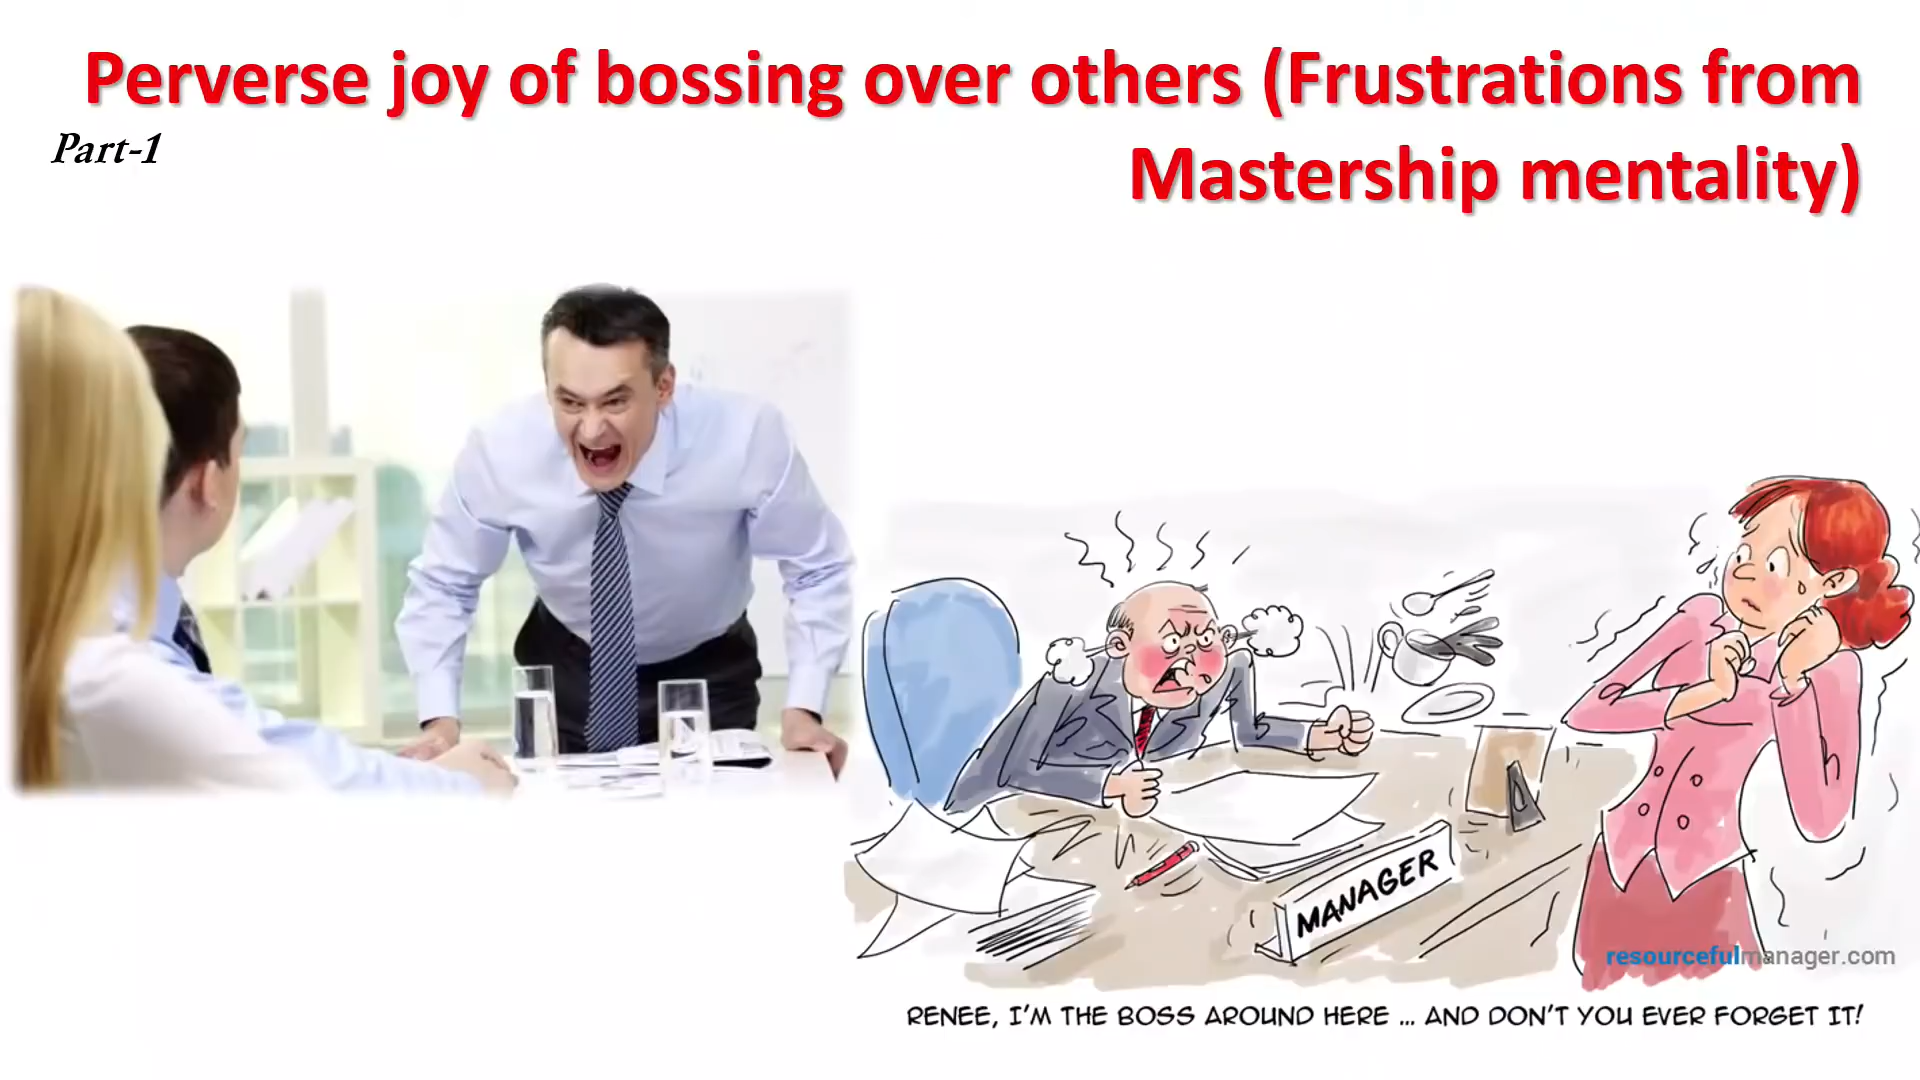 Perverse joy of bossing over others (Frustrations from
Mastership mentality)
Part-1
MANAGER
resourcefulmanager.com
RENEE, I'M THE BOSS AROUND HERE ... AND DON'T YOU EVER FORGET IT!